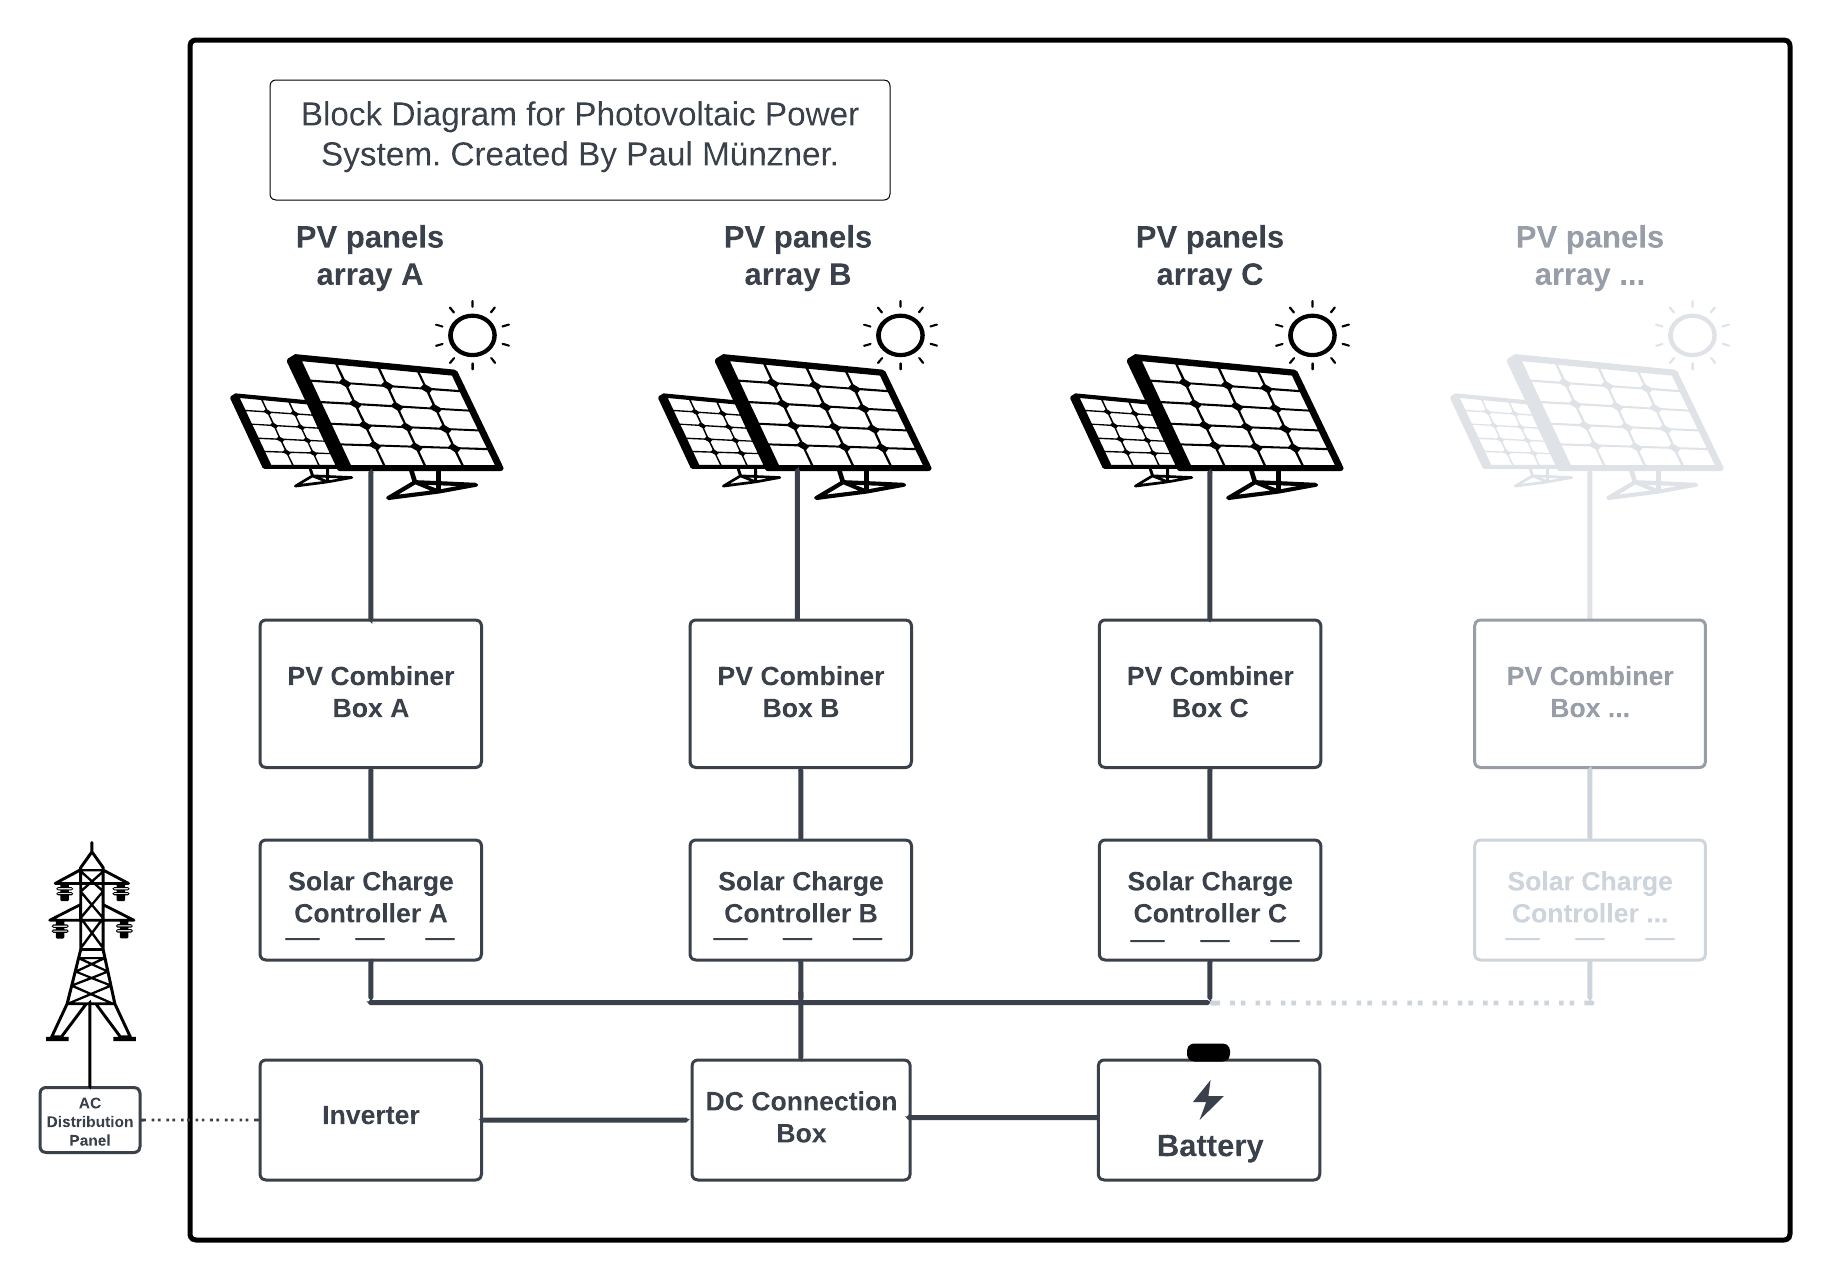 Block Diagram for Photovoltaic Power
System. Created By Paul Münzner.
PV panels
array A
PV panels
array B
PV panels
array C
PV panels
array ...
PV Combiner
Box A
PV Combiner
Box B
PV Combiner
Box C
PV Combiner
Box ...
Solar Charge
Controller A
Solar Charge
Controller B
Solar Charge
Controller C
Solar Charge
Controller ...
AC
Distribution
Panel
Inverter
DC Connection
Box
Battery